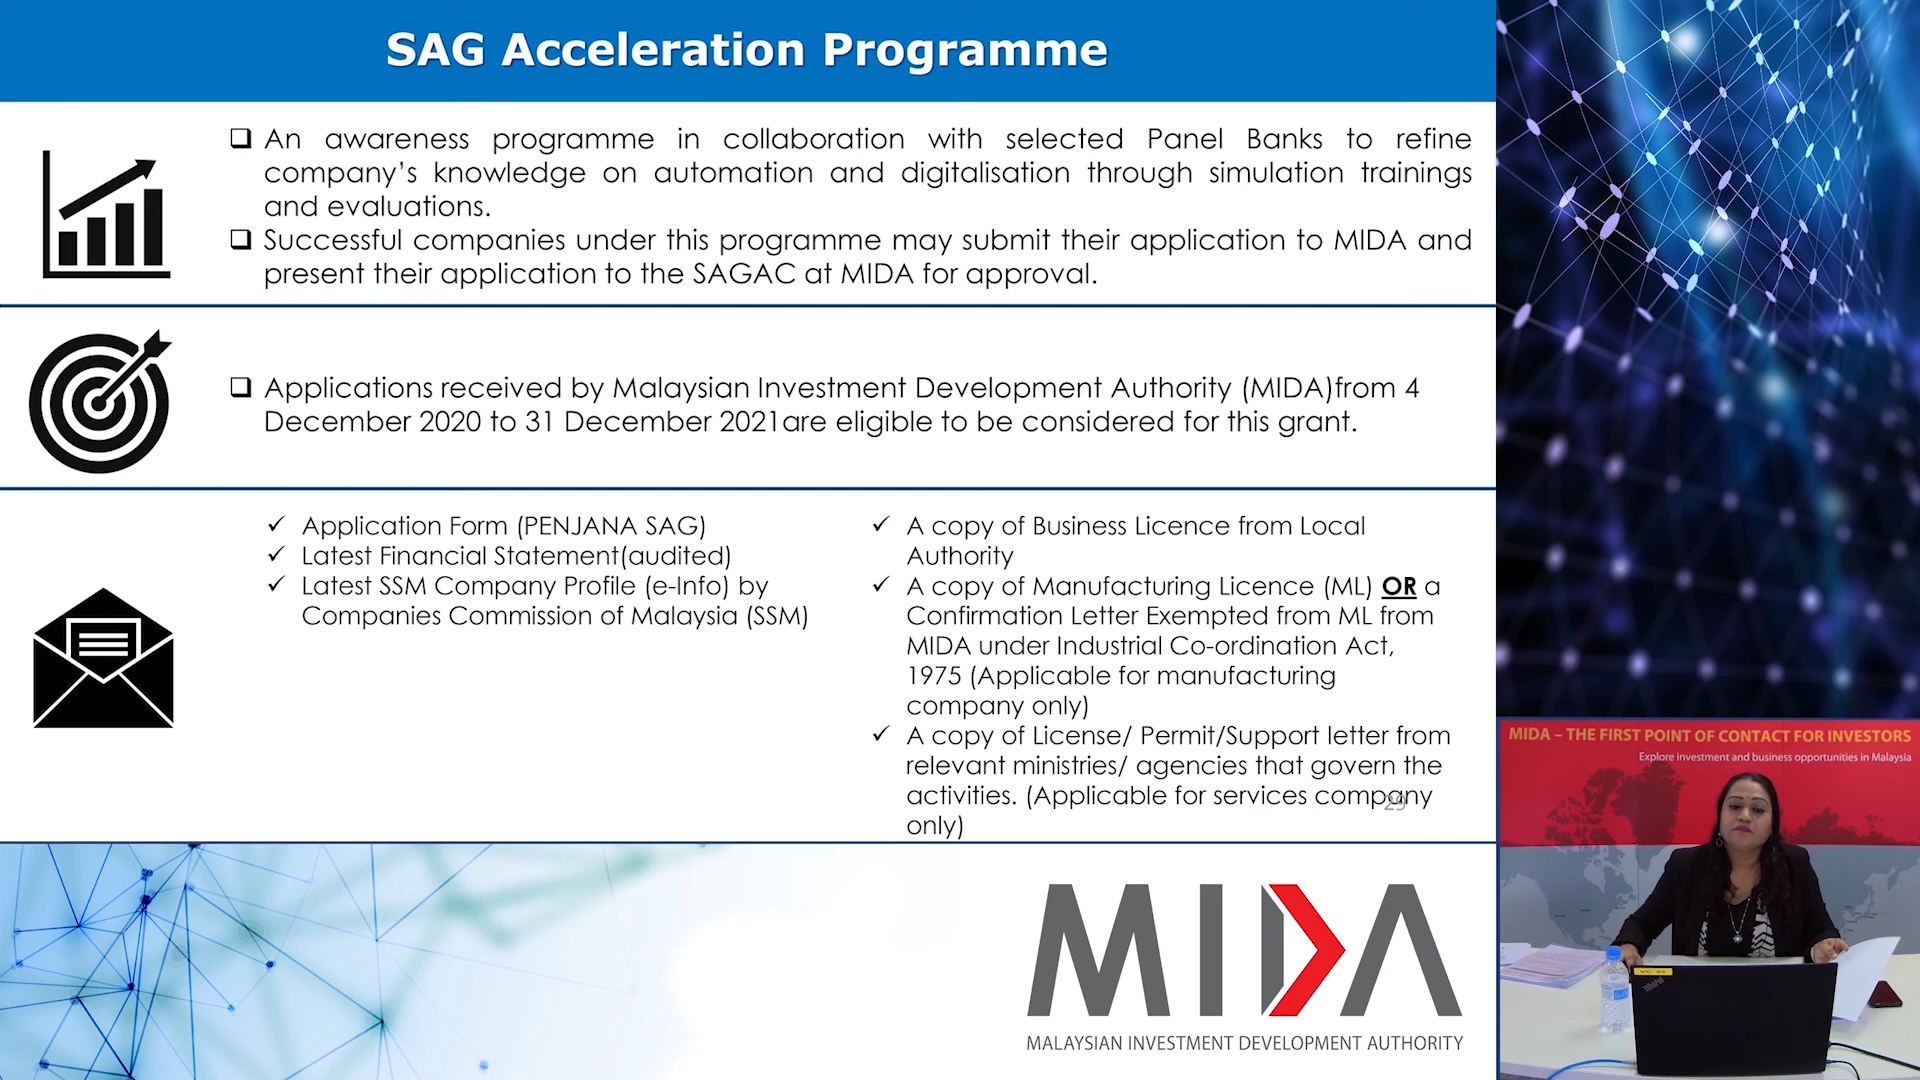 SAG Acceleration Programme
An awareness programme in collaboration with selected Panel Banks to refine
company’s knowledge on automation and digitalisation through simulation trainings
and evaluations.
Successful companies under this programme may submit their application to MIDA and
present their application to the SAGAC at MIDA for approval.
Applications received by Malaysian Investment Development Authority (MIDA)from 4
December 2020 to 31 December 2021are eligible to be considered for this grant.
Application Form (PENJANA SAG)
Latest Financial Statement(audited)
Latest SSM Company Profile (e-Info) by
Companies Commission of Malaysia (SSM)
A copy of Business Licence from Local
Authority
A copy of Manufacturing Licence (ML) OR a
Confirmation Letter Exempted from ML from
MIDA under Industrial Co-ordination Act,
1975 (Applicable for manufacturing
company only)
A copy of License/ Permit/Support letter from
relevant ministries/ agencies that govern the
activities. (Applicable for services company
only)
29
MIDA
MALAYSIAN INVESTMENT DEVELOPMENT AUTHORITY
MIDA – THE FIRST POINT OF CONTACT FOR INVESTORS
Explore investment and business opportunities in Malaysia
VC 02
ThinkPad